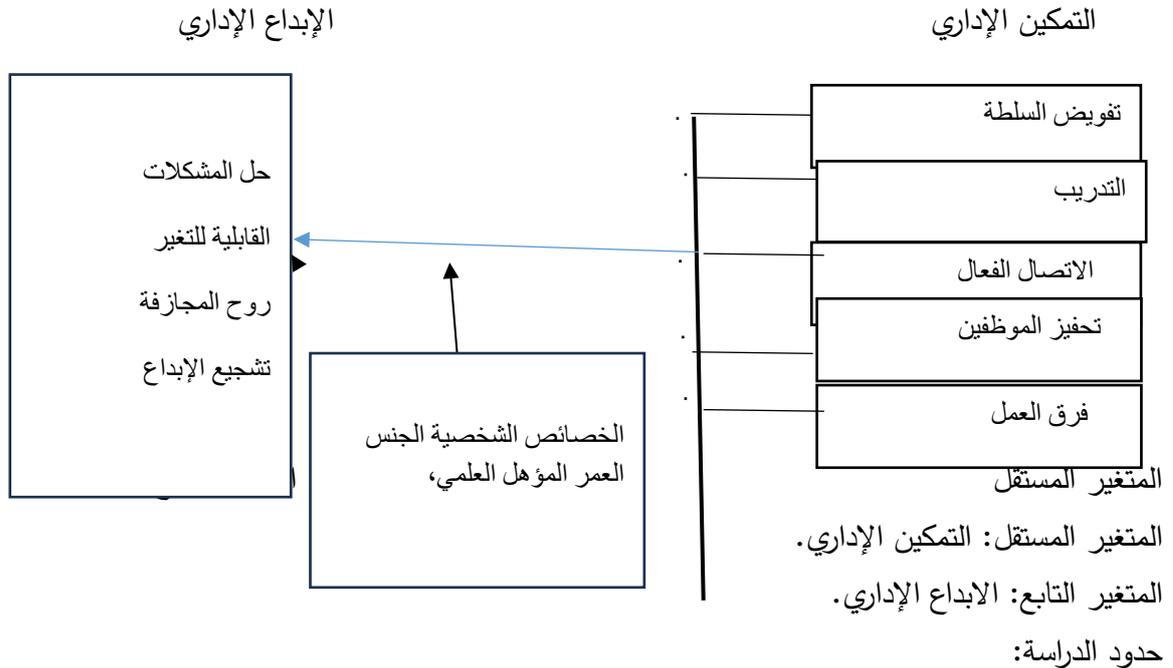 التمكين الإداري
الإبداع الإداري
تفويض السلطة
التدريب
الاتصال الفعال
تحفيز الموظفين
فرق العمل
حل المشكلات
القابلية للتغير
روح المجازفة
تشجيع الإبداع
الخصائص الشخصية الجنس
العمر المؤهل العلمي،
المتغير المستقل
المتغير المستقل: التمكين الإداري.
المتغير التابع: الابداع الإداري.
حدود الدراسة: